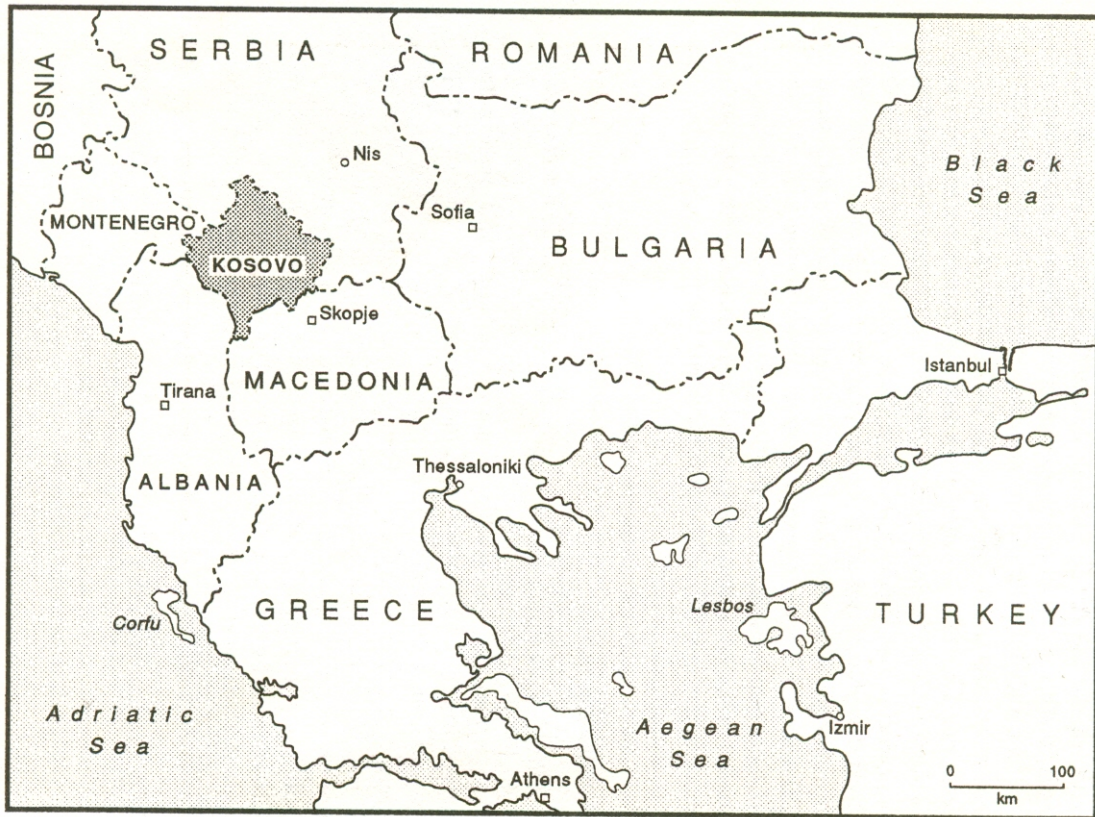 SERBIA
ROMANIA
BOSNIA
Nis
Black
Sea
MONTENEGRO
Sofia
BULGARIA
KOSOVO
Skopje
Istanbul
MACEDONIA
Tirana
Thessaloniki
ALBANIA
GREECE
Lesbos
TURKEY
Corfu
Adriatic
Sea
Aegean
Sea
Izmir
Athens
0 100
km